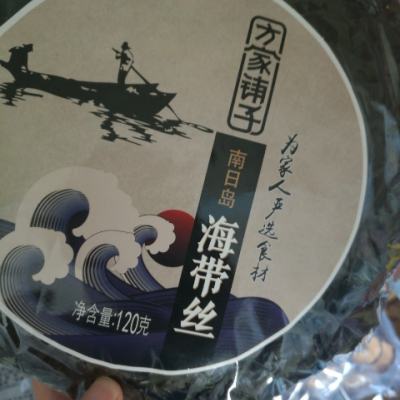 方家铺子
为家人严选食材
南日岛
海带丝
净含量:120克